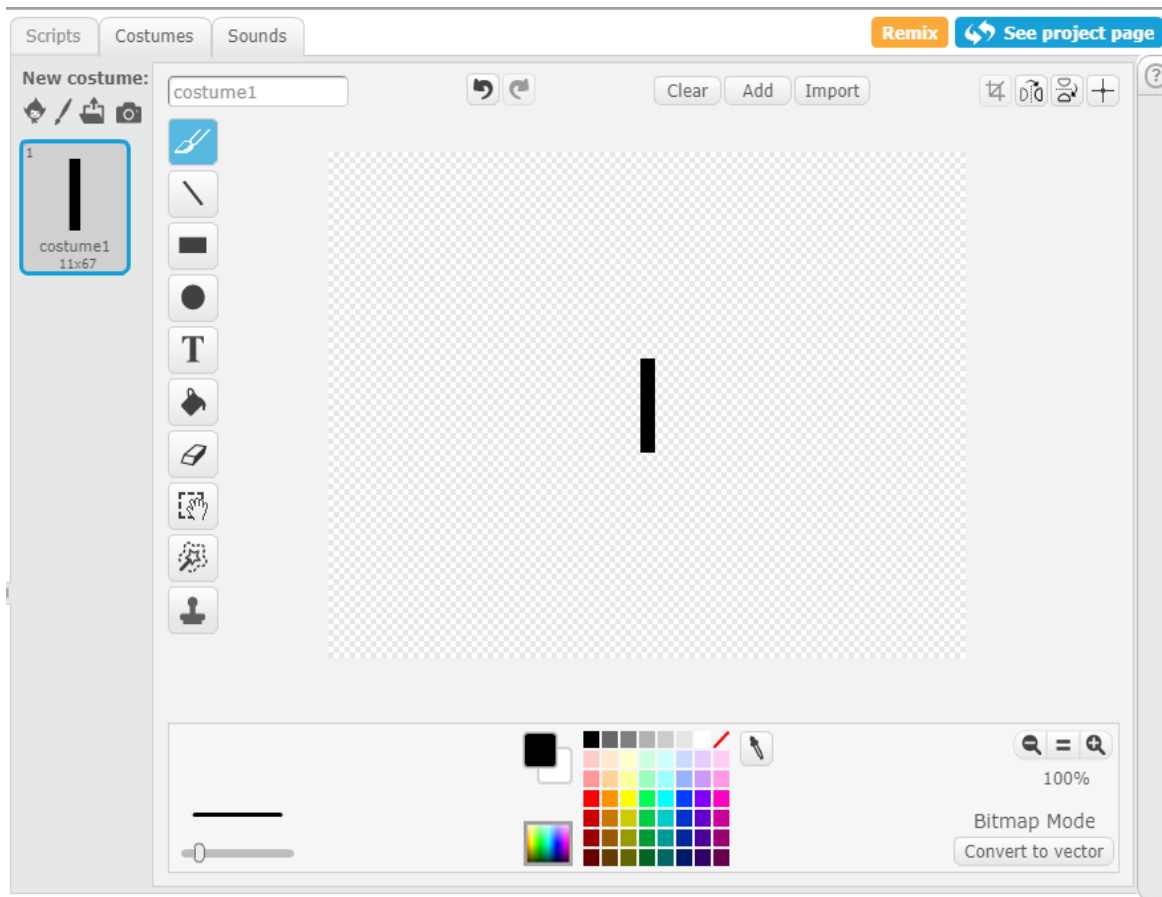 Scripts Costumes Sounds Remix See project page
New costume:
costume1 Clear Add Import ?
1
costume1
11x67
T
100%
Bitmap Mode
Convert to vector